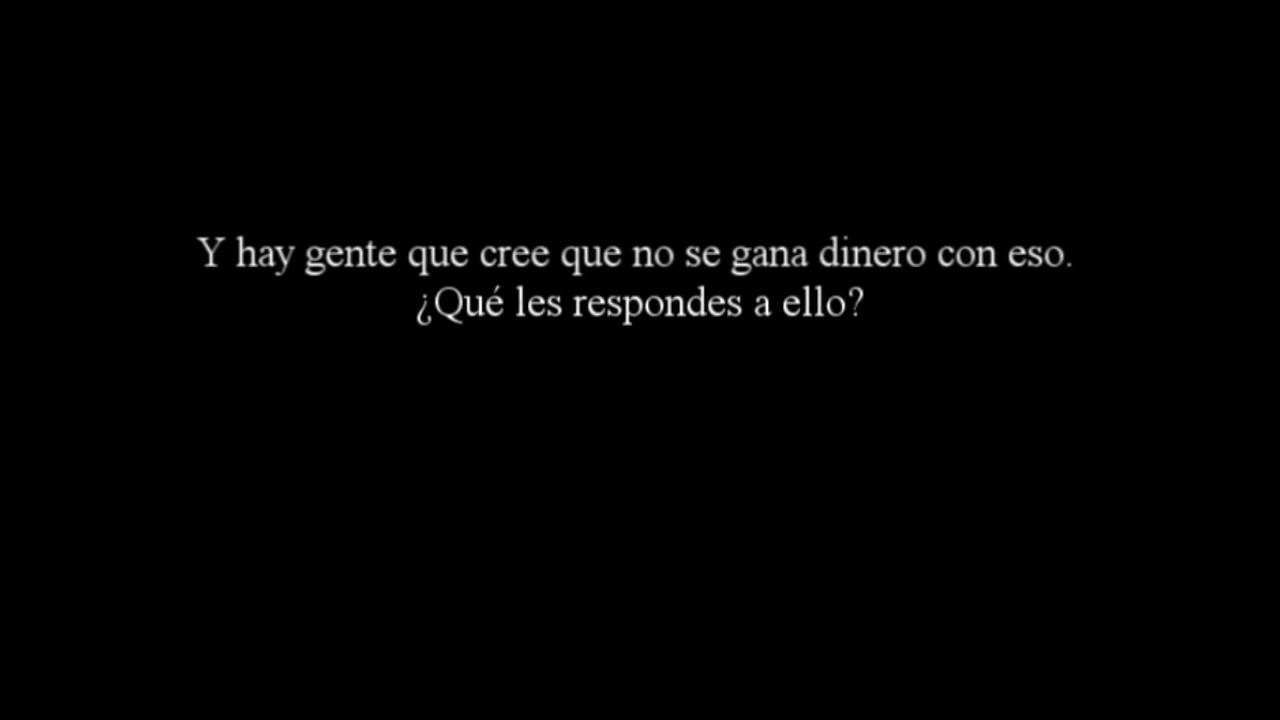 Y hay gente que cree que no se gana dinero con eso.
¿Qué les respondes a ello?